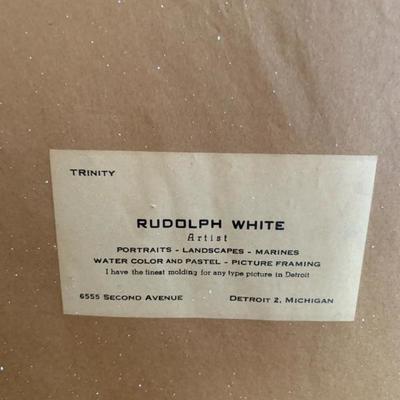 TRINITY
RUDOLPH WHITE
Artist
PORTRAITS - LANDSCAPES - MARINES
WATER COLOR AND PASTEL - PICTURE FRAMING
I have the finest molding for any type picture in Detroit
6555 SECOND AVENUE DETROIT 2, MICHIGAN